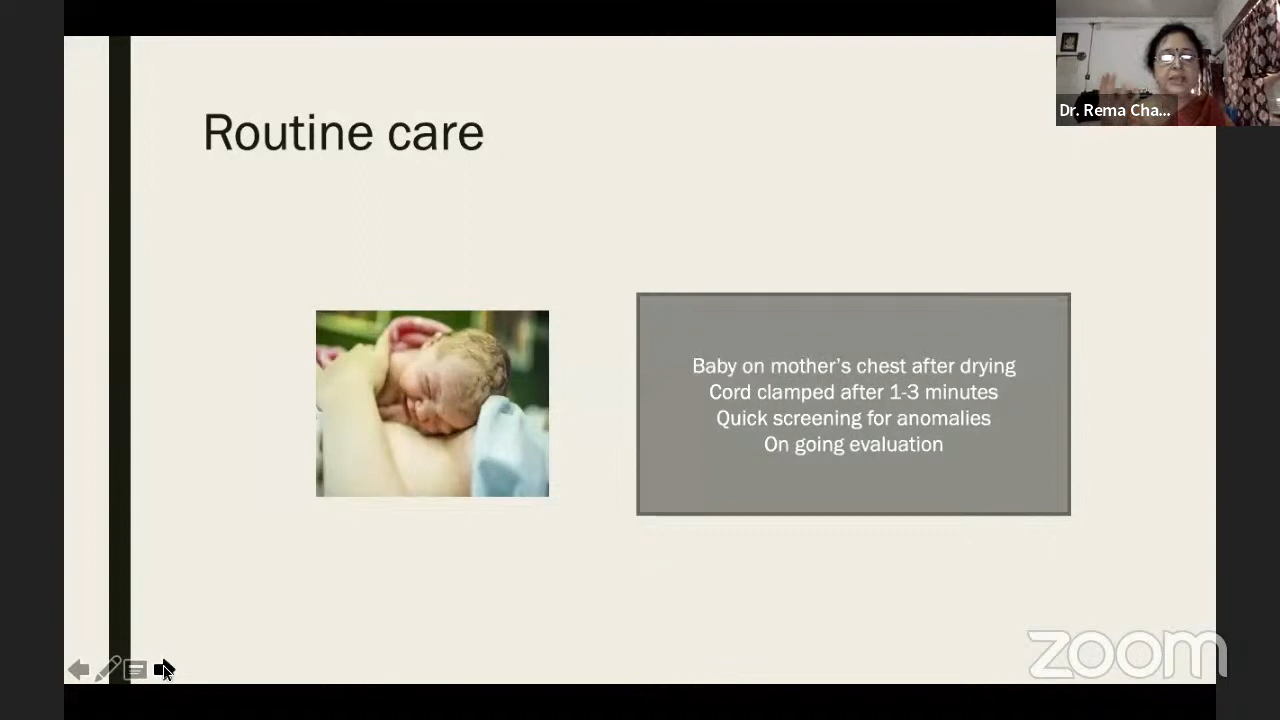 Routine care
Dr. Rema Cha...
Baby on mother's chest after drying
Cord clamped after 1-3 minutes
Quick screening for anomalies
On going evaluation
zoom